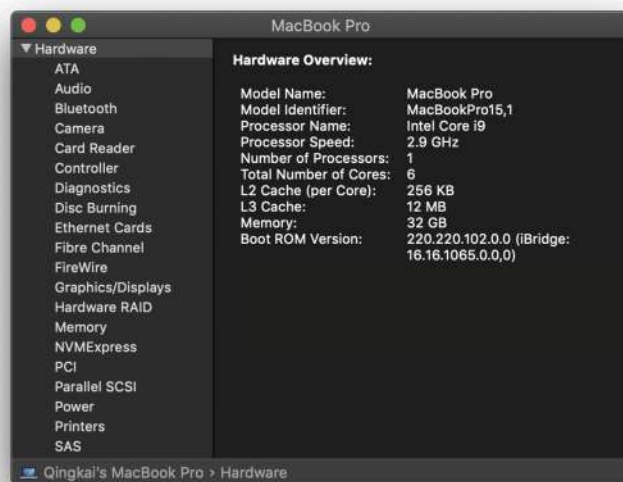 MacBook Pro
Hardware
ATA
Audio
Bluetooth
Camera
Card Reader
Controller
Diagnostics
Disc Burning
Ethernet Cards
Fibre Channel
FireWire
Graphics/Displays
Hardware RAID
Memory
NVMExpress
PCI
Parallel SCSI
Power
Printers
SAS
Hardware Overview:
Model Name: MacBook Pro
Model Identifier: MacBookPro15,1
Processor Name: Intel Core i9
Processor Speed: 2.9 GHz
Number of Processors: 1
Total Number of Cores: 6
L2 Cache (per Core): 256 KB
L3 Cache: 12 MB
Memory: 32 GB
Boot ROM Version: 220.220.102.0.0 (iBridge:
16.16.1065.0.0,0)
Qingkai's MacBook Pro › Hardware